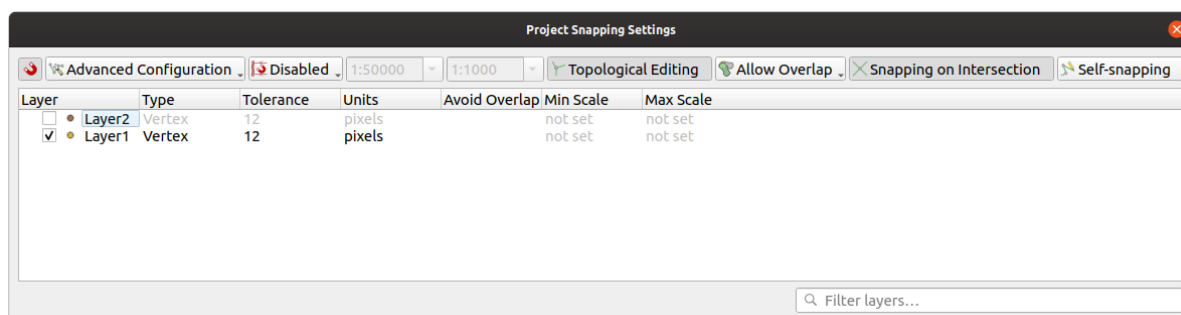 Project Snapping Settings
Advanced Configuration Disabled 1:50000 1:1000 Topological Editing Allow Overlap Snapping on Intersection Self-snapping
Layer Type Tolerance Units Avoid Overlap Min Scale Max Scale
Layer2 Vertex 12 pixels not set not set
Layer1 Vertex 12 pixels not set not set
Filter layers...